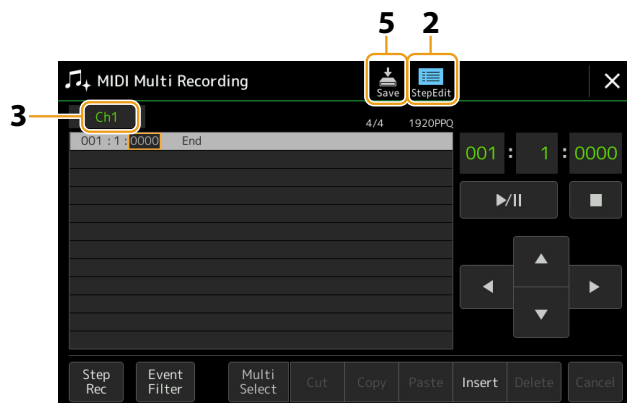 5 2
MIDI Multi Recording
Save
StepEdit
3
Ch1
4/4 1920PPQ
001 : 1 : 0000 End
001 : 1 : 0000
Step Rec
Event Filter
Multi Select
Cut
Copy
Paste
Insert
Delete
Cancel